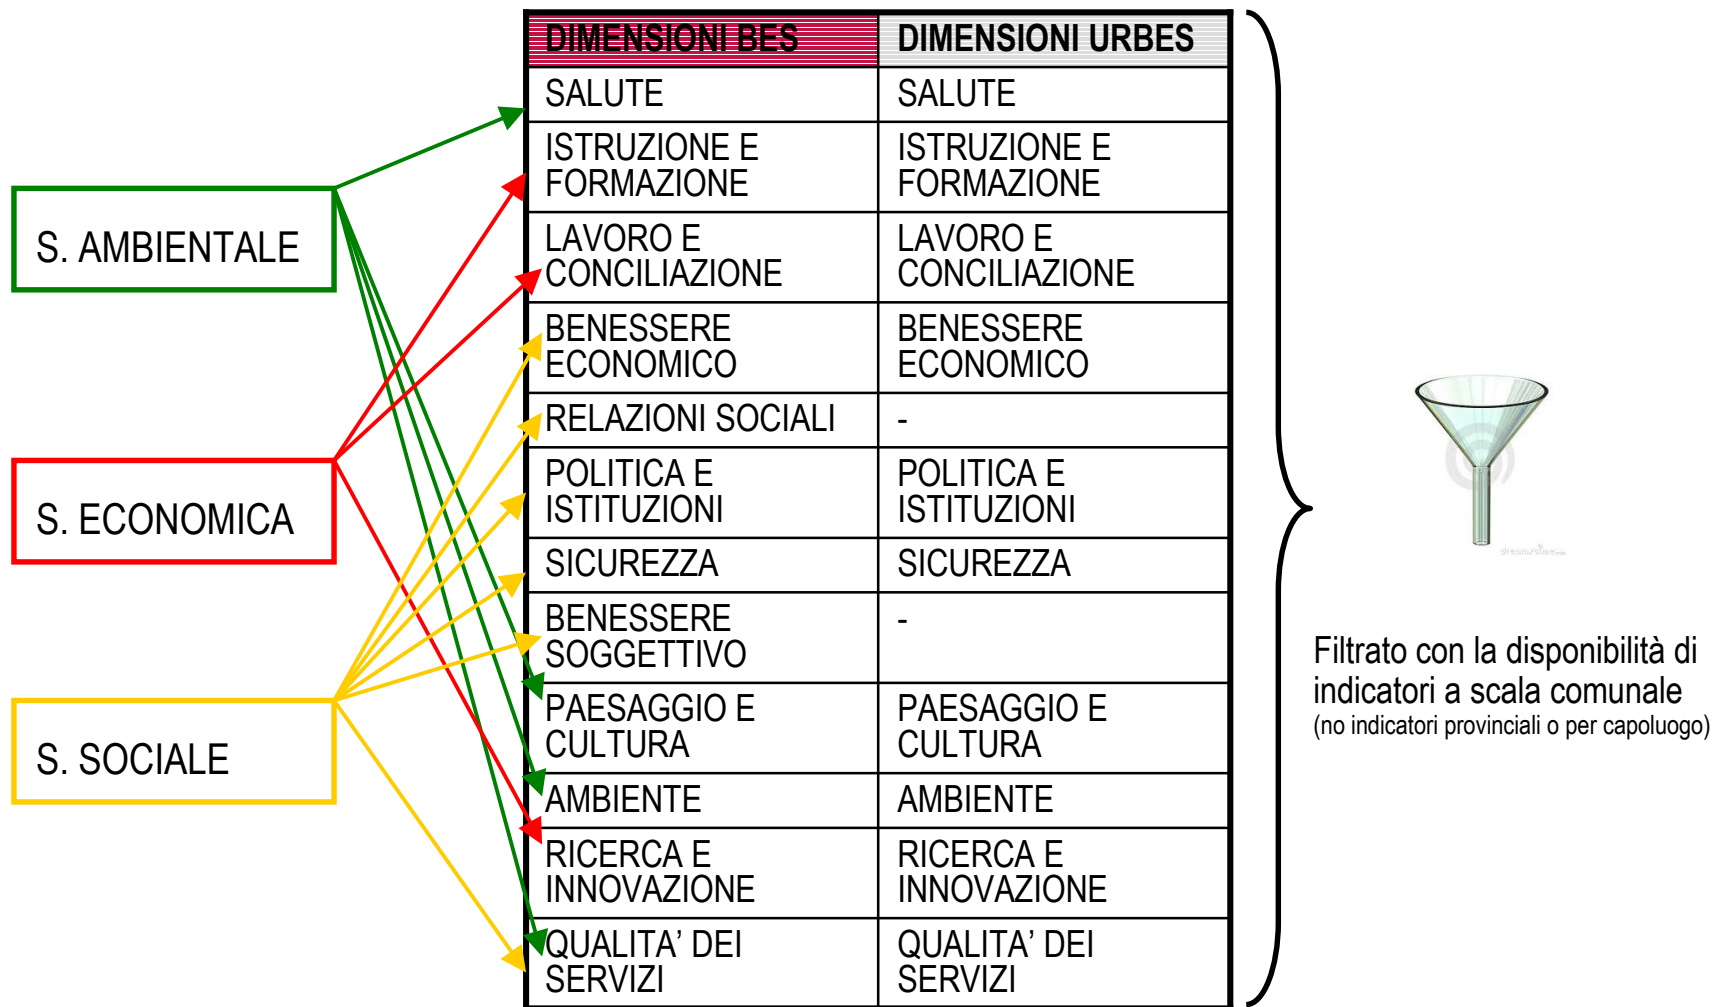 DIMENSIONI BES DIMENSIONI URBES
SALUTE SALUTE
ISTRUZIONE E ISTRUZIONE E
FORMAZIONE FORMAZIONE
LAVORO E LAVORO E
CONCILIAZIONE CONCILIAZIONE
BENESSERE BENESSERE
ECONOMICO ECONOMICO
RELAZIONI SOCIALI -
POLITICA E POLITICA E
ISTITUZIONI ISTITUZIONI
SICUREZZA SICUREZZA
BENESSERE -
SOGGETTIVO
PAESAGGIO E PAESAGGIO E
CULTURA CULTURA
AMBIENTE AMBIENTE
RICERCA E RICERCA E
INNOVAZIONE INNOVAZIONE
QUALITA’ DEI QUALITA’ DEI
SERVIZI SERVIZI
S. AMBIENTALE
S. ECONOMICA
S. SOCIALE
Filtrato con la disponibilità di
indicatori a scala comunale
(no indicatori provinciali o per capoluogo)